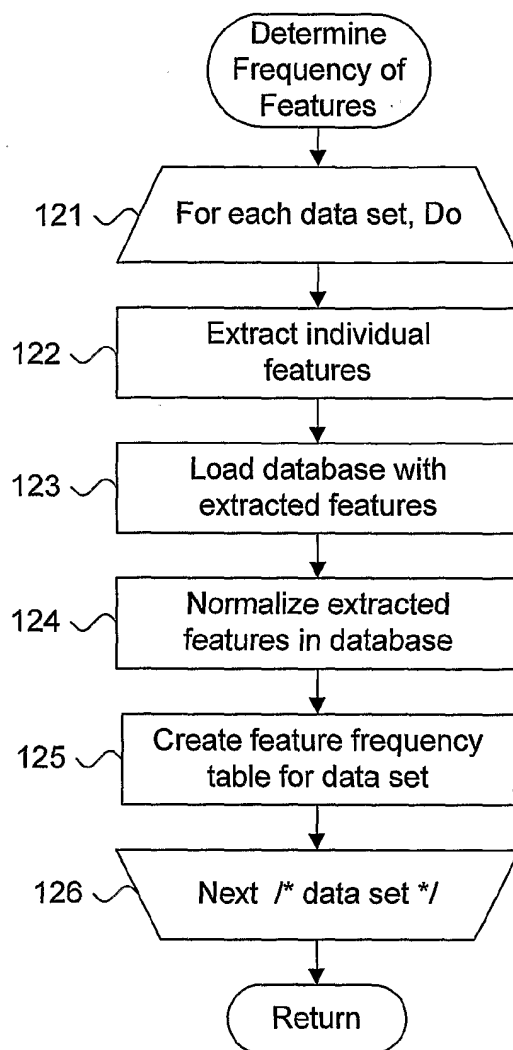 Determine
Frequency of
Features
121
For each data set, Do
122
Extract individual
features
123
Load database with
extracted features
124
Normalize extracted
features in database
125
Create feature frequency
table for data set
126
Next /* data set */
Return